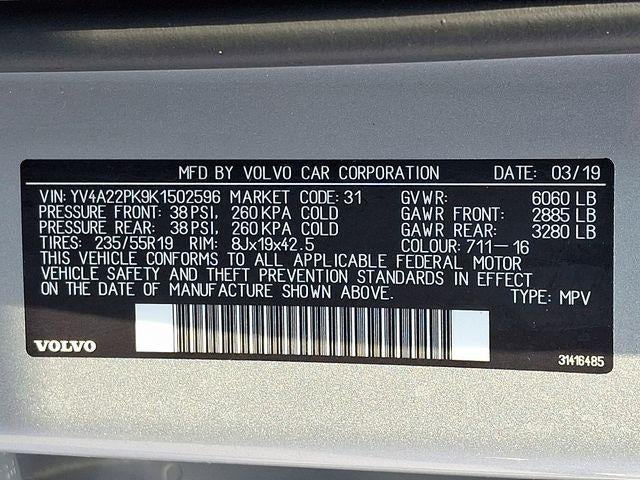 MFD BY VOLVO CAR CORPORATION DATE: 03/19
VIN: YV4A22PK9K1502596 MARKET CODE: 31 GVWR: 6060 LB
PRESSURE FRONT: 38 PSI, 260 KPA COLD GAWR FRONT: 2885 LB
PRESSURE REAR: 38 PSI, 260 KPA COLD GAWR REAR: 3280 LB
TIRES: 235/55R19 RIM: 8Jx19x42.5 COLOUR: 711-16
THIS VEHICLE CONFORMS TO ALL APPLICABLE FEDERAL MOTOR
VEHICLE SAFETY AND THEFT PREVENTION STANDARDS IN EFFECT
ON THE DATE OF MANUFACTURE SHOWN ABOVE. TYPE: MPV
VOLVO 31416485